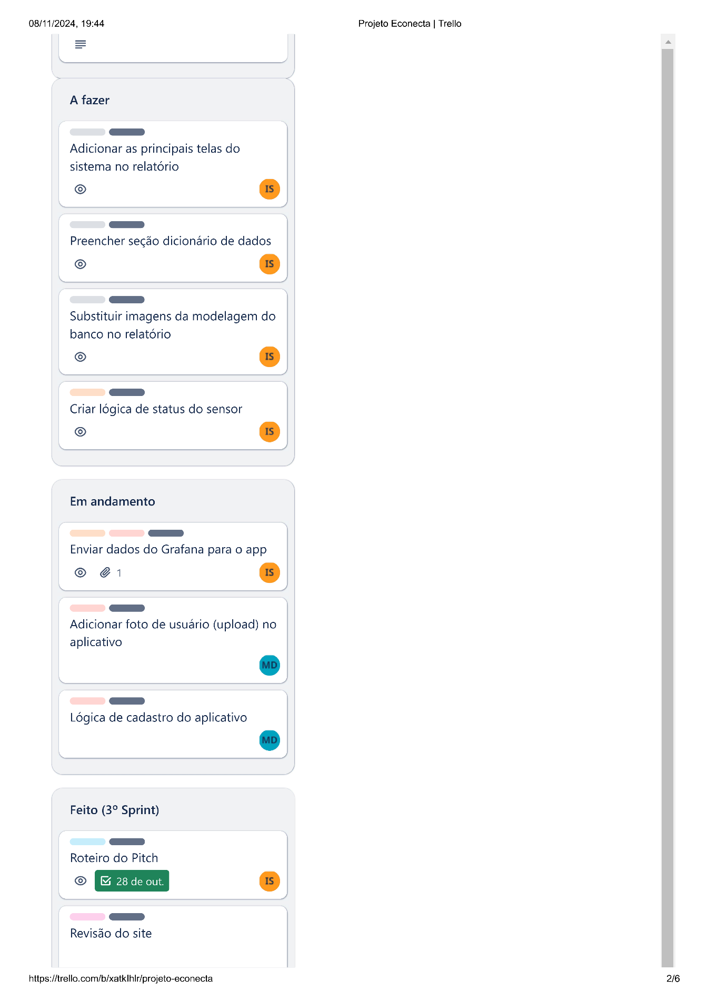 08/11/2024, 19:44
Projeto Econecta | Trello
A fazer
Adicionar as principais telas do
sistema no relatório
IS
Preencher seção dicionário de dados
IS
Substituir imagens da modelagem do
banco no relatório
IS
Criar lógica de status do sensor
IS
Em andamento
Enviar dados do Grafana para o app
1
IS
Adicionar foto de usuário (upload) no
aplicativo
MD
Lógica de cadastro do aplicativo
MD
Feito (3º Sprint)
Roteiro do Pitch
28 de out.
IS
Revisão do site
https://trello.com/b/xatkIhlr/projeto-econecta
2/6